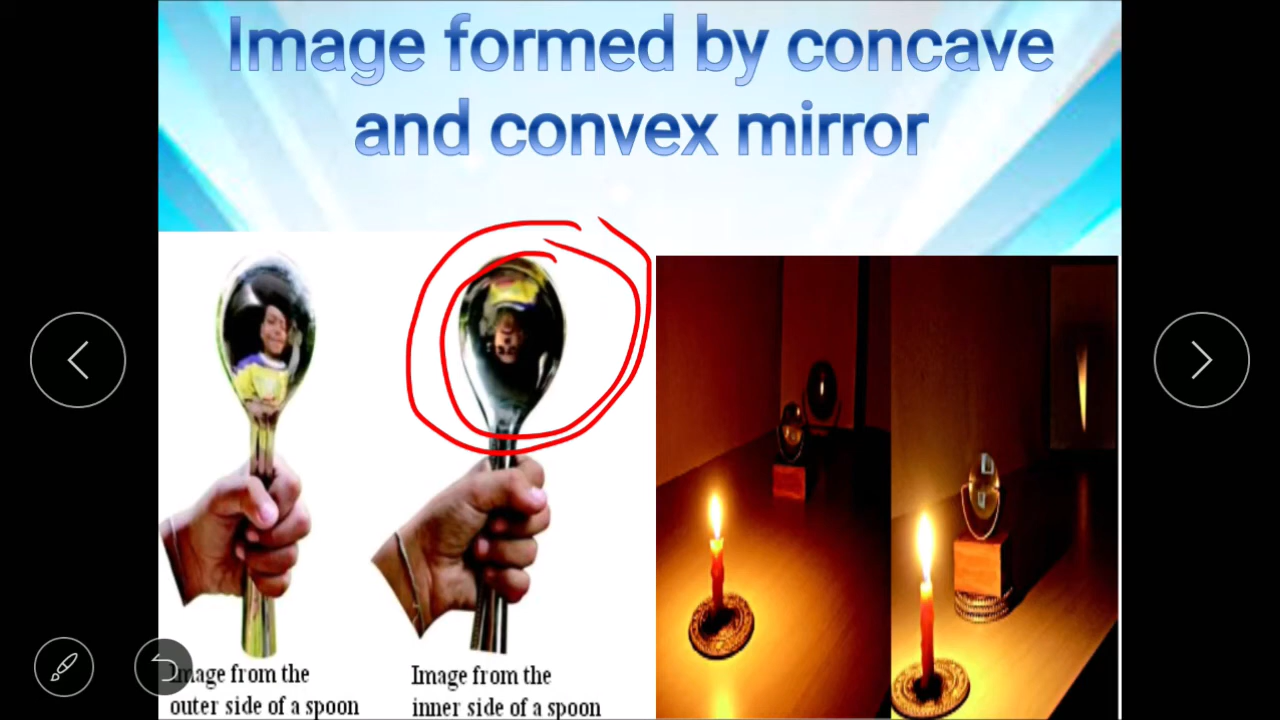 Image formed by concave
and convex mirror
Image from the
outer side of a spoon
Image from the
inner side of a spoon